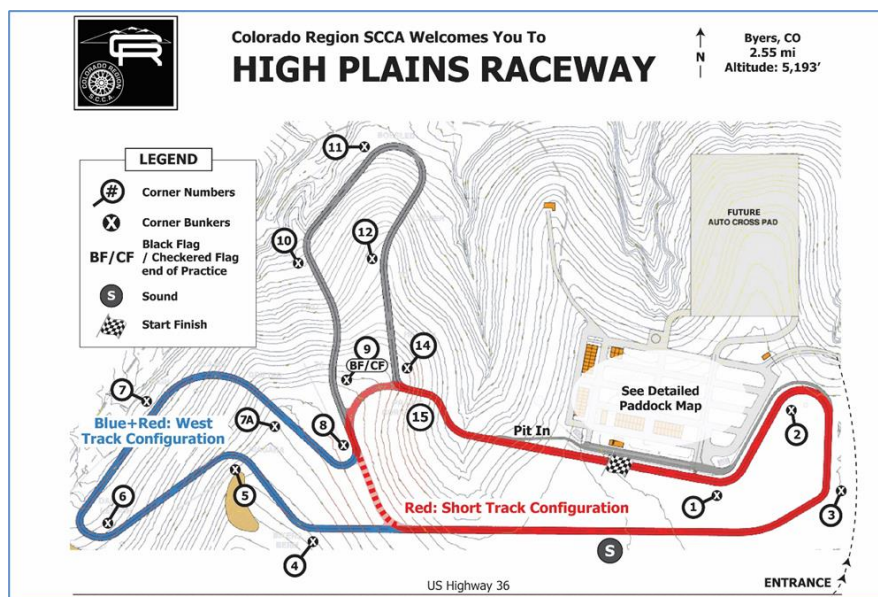 Colorado Region SCCA Welcomes You To
HIGH PLAINS RACEWAY
N
Byers, CO
2.55 mi
Altitude: 5,193'
CR
COLORADO REGION
S.C.C.A.
LEGEND
# Corner Numbers
X Corner Bunkers
BF/CF Black Flag
/ Checkered Flag
end of Practice
S Sound
Start Finish
11
10
12
9
BF/CF
14
7
7A
8
15
Blue+Red: West
Track Configuration
6
5
4
FUTURE
AUTO CROSS PAD
See Detailed
Paddock Map
Pit In
2
1
3
Red: Short Track Configuration
S
US Highway 36
ENTRANCE